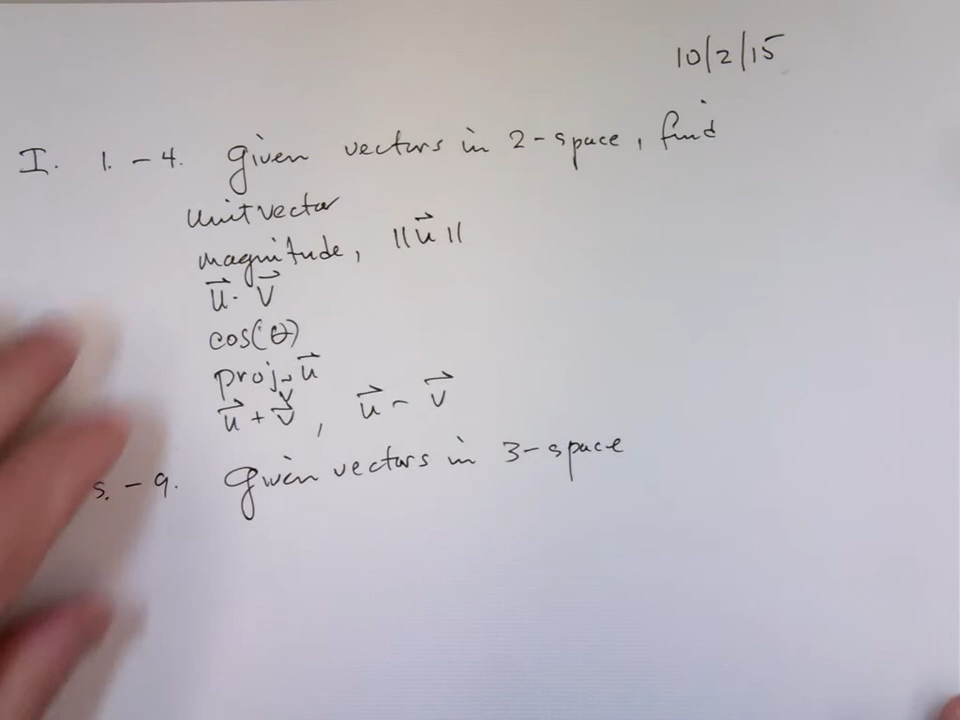 10/2/15
I. 1. - 4. given vectors in 2-space, find
unit vector
magnitude, ||u⃗||
u⃗ · v⃗
cos(θ)
proj_v⃗ u⃗
u⃗ + v⃗, u⃗ - v⃗
5. - 9. Given vectors in 3-space